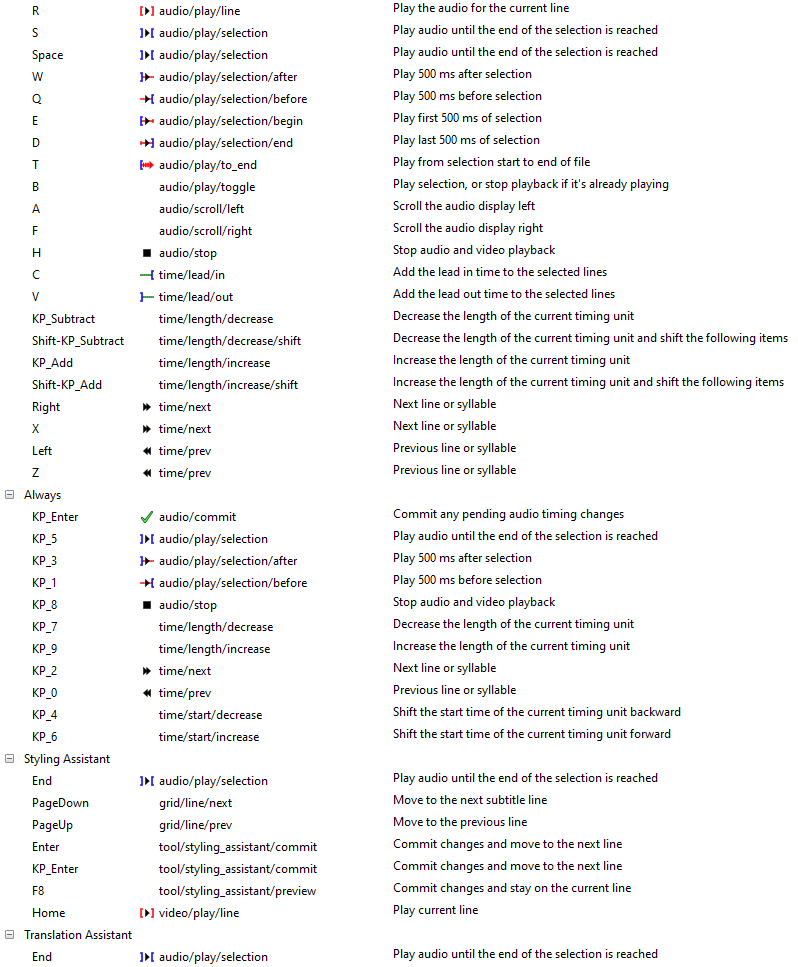 R audio/play/line Play the audio for the current line
S audio/play/selection Play audio until the end of the selection is reached
Space audio/play/selection Play audio until the end of the selection is reached
W audio/play/selection/after Play 500 ms after selection
Q audio/play/selection/before Play 500 ms before selection
E audio/play/selection/begin Play first 500 ms of selection
D audio/play/selection/end Play last 500 ms of selection
T audio/play/to_end Play from selection start to end of file
B audio/play/toggle Play selection, or stop playback if it's already playing
A audio/scroll/left Scroll the audio display left
F audio/scroll/right Scroll the audio display right
H audio/stop Stop audio and video playback
C time/lead/in Add the lead in time to the selected lines
V time/lead/out Add the lead out time to the selected lines
KP_Subtract time/length/decrease Decrease the length of the current timing unit
Shift-KP_Subtract time/length/decrease/shift Decrease the length of the current timing unit and shift the following items
KP_Add time/length/increase Increase the length of the current timing unit
Shift-KP_Add time/length/increase/shift Increase the length of the current timing unit and shift the following items
Right time/next Next line or syllable
X time/next Next line or syllable
Left time/prev Previous line or syllable
Z time/prev Previous line or syllable
Always
KP_Enter audio/commit Commit any pending audio timing changes
KP_5 audio/play/selection Play audio until the end of the selection is reached
KP_3 audio/play/selection/after Play 500 ms after selection
KP_1 audio/play/selection/before Play 500 ms before selection
KP_8 audio/stop Stop audio and video playback
KP_7 time/length/decrease Decrease the length of the current timing unit
KP_9 time/length/increase Increase the length of the current timing unit
KP_2 time/next Next line or syllable
KP_0 time/prev Previous line or syllable
KP_4 time/start/decrease Shift the start time of the current timing unit backward
KP_6 time/start/increase Shift the start time of the current timing unit forward
Styling Assistant
End audio/play/selection Play audio until the end of the selection is reached
PageDown grid/line/next Move to the next subtitle line
PageUp grid/line/prev Move to the previous line
Enter tool/styling_assistant/commit Commit changes and move to the next line
KP_Enter tool/styling_assistant/commit Commit changes and move to the next line
F8 tool/styling_assistant/preview Commit changes and stay on the current line
Home video/play/line Play current line
Translation Assistant
End audio/play/selection Play audio until the end of the selection is reached